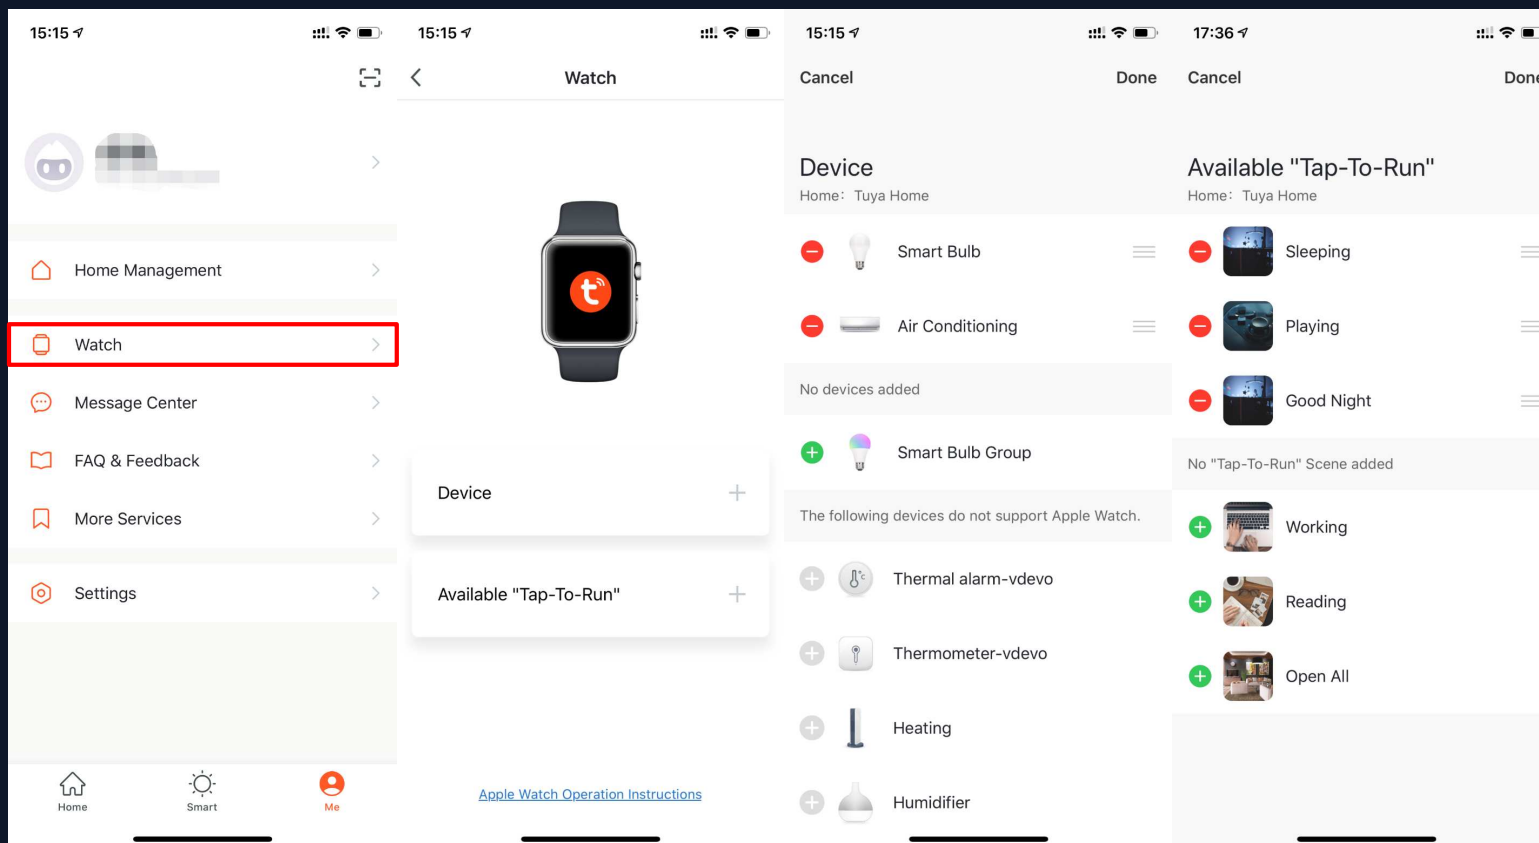 15:15
Home Management
Watch
Message Center
FAQ & Feedback
More Services
Settings
Home
Smart
Me
15:15
Watch
Device
Available "Tap-To-Run"
Apple Watch Operation Instructions
15:15
Cancel
Done
Device
Home: Tuya Home
Smart Bulb
Air Conditioning
No devices added
Smart Bulb Group
The following devices do not support Apple Watch.
Thermal alarm-vdevo
Thermometer-vdevo
Heating
Humidifier
17:36
Cancel
Done
Available "Tap-To-Run"
Home: Tuya Home
Sleeping
Playing
Good Night
No "Tap-To-Run" Scene added
Working
Reading
Open All